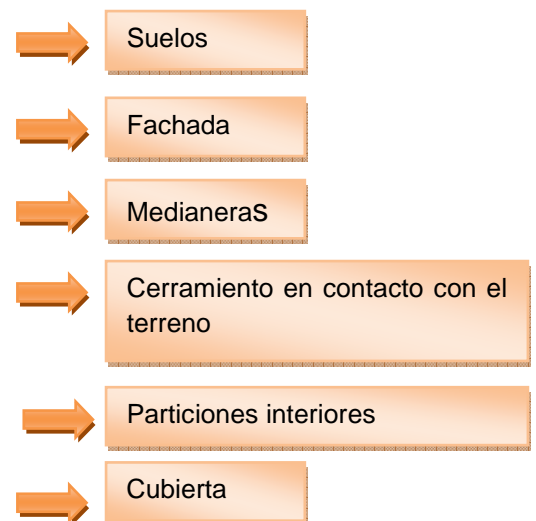 Suelos
Fachada
Medianeras
Cerramiento en contacto con el
terreno
Particiones interiores
Cubierta